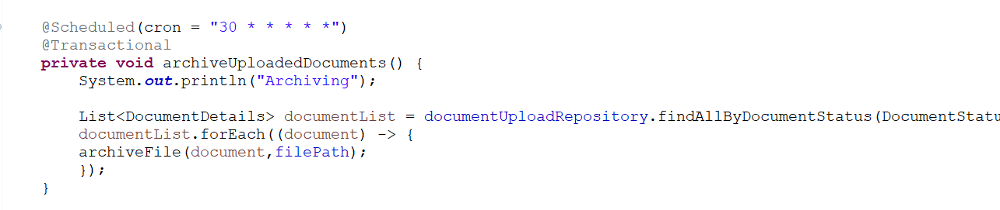 @Scheduled(cron = "30 * * * * *")
@Transactional
private void archiveUploadedDocuments() {
System.out.println("Archiving");
List<DocumentDetails> documentList = documentUploadRepository.findAllByDocumentStatus(DocumentStatu
documentList.forEach((document) -> {
archiveFile(document,filePath);
});
}